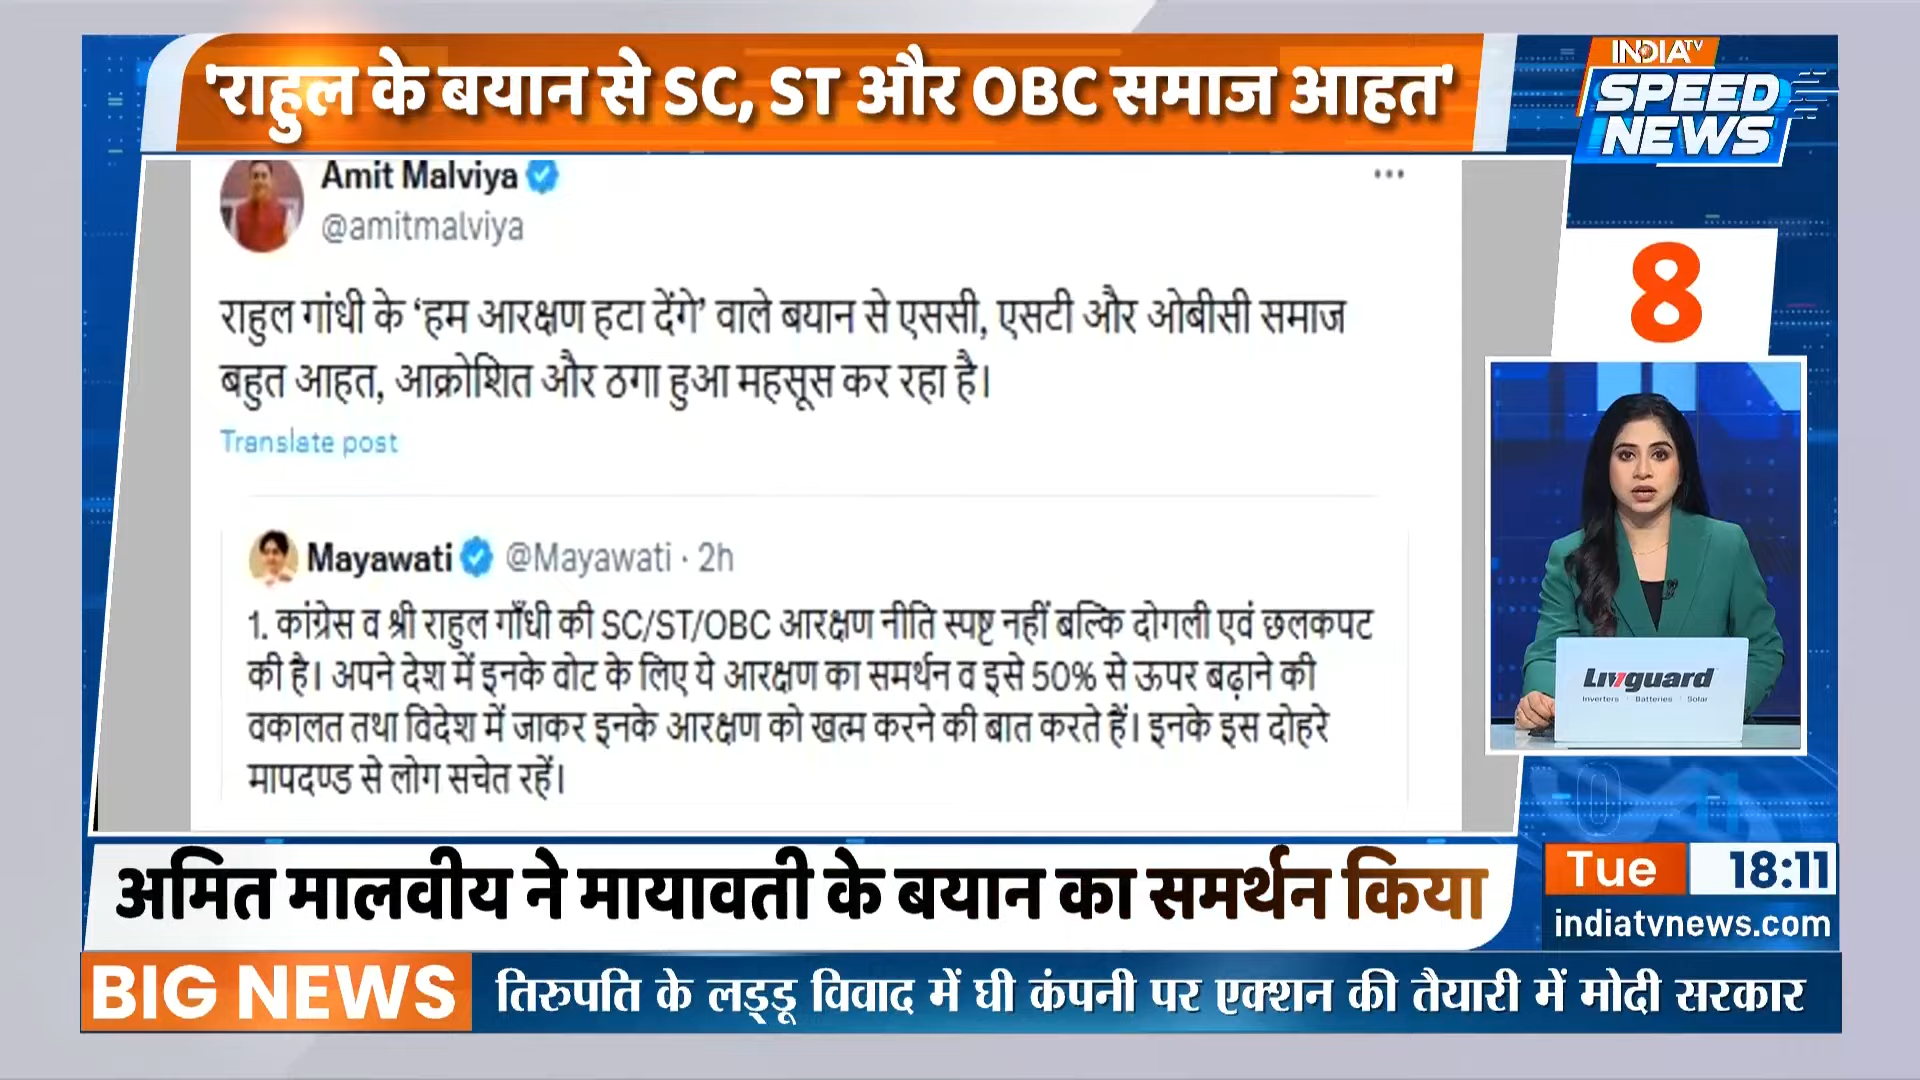 'राहुल के बयान से SC, ST और OBC समाज आहत'
INDIA TV
SPEED
NEWS
Amit Malviya
@amitmalviya
राहुल गांधी के ‘हम आरक्षण हटा देंगे’ वाले बयान से एससी, एसटी और ओबीसी समाज
बहुत आहत, आक्रोशित और ठगा हुआ महसूस कर रहा है।
Translate post
Mayawati @Mayawati · 2h
1. कांग्रेस व श्री राहुल गाँधी की SC/ST/OBC आरक्षण नीति स्पष्ट नहीं बल्कि दोगली एवं छलकपट
की है। अपने देश में इनके वोट के लिए ये आरक्षण का समर्थन व इसे 50% से ऊपर बढ़ाने की
वकालत तथा विदेश में जाकर इनके आरक्षण को खत्म करने की बात करते हैं। इनके इस दोहरे
मापदण्ड से लोग सचेत रहें।
8
Livguard
Inverters Batteries Solar
अमित मालवीय ने मायावती के बयान का समर्थन किया
Tue 18:11
indiatvnews.com
BIG NEWS तिरुपति के लड्डू विवाद में घी कंपनी पर एक्शन की तैयारी में मोदी सरकार